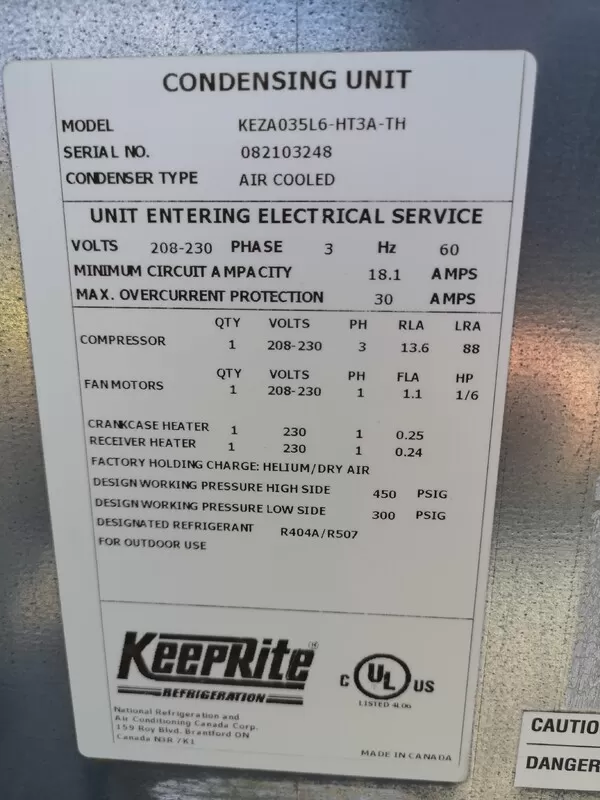 CONDENSING UNIT
MODEL KEZA035L6-HT3A-TH
SERIAL NO. 082103248
CONDENSER TYPE AIR COOLED
UNIT ENTERING ELECTRICAL SERVICE
VOLTS 208-230 PHASE 3 Hz 60
MINIMUM CIRCUIT AMPACITY 18.1 AMPS
MAX. OVERCURRENT PROTECTION 30 AMPS
QTY VOLTS PH RLA LRA
COMPRESSOR 1 208-230 3 13.6 88
QTY VOLTS PH FLA HP
FAN MOTORS 1 208-230 1 1.1 1/6
CRANKCASE HEATER 1 230 1 0.25
RECEIVER HEATER 1 230 1 0.24
FACTORY HOLDING CHARGE: HELIUM/DRY AIR
DESIGN WORKING PRESSURE HIGH SIDE 450 PSIG
DESIGN WORKING PRESSURE LOW SIDE 300 PSIG
DESIGNATED REFRIGERANT R404A/R507
FOR OUTDOOR USE
KeepRite®
REFRIGERATION
C UL® US
LISTED 4L06
National Refrigeration and
Air Conditioning Canada Corp.
159 Roy Blvd. Brantford ON
Canada N3R 7K1
MADE IN CANADA
CAUTIO
DANGER